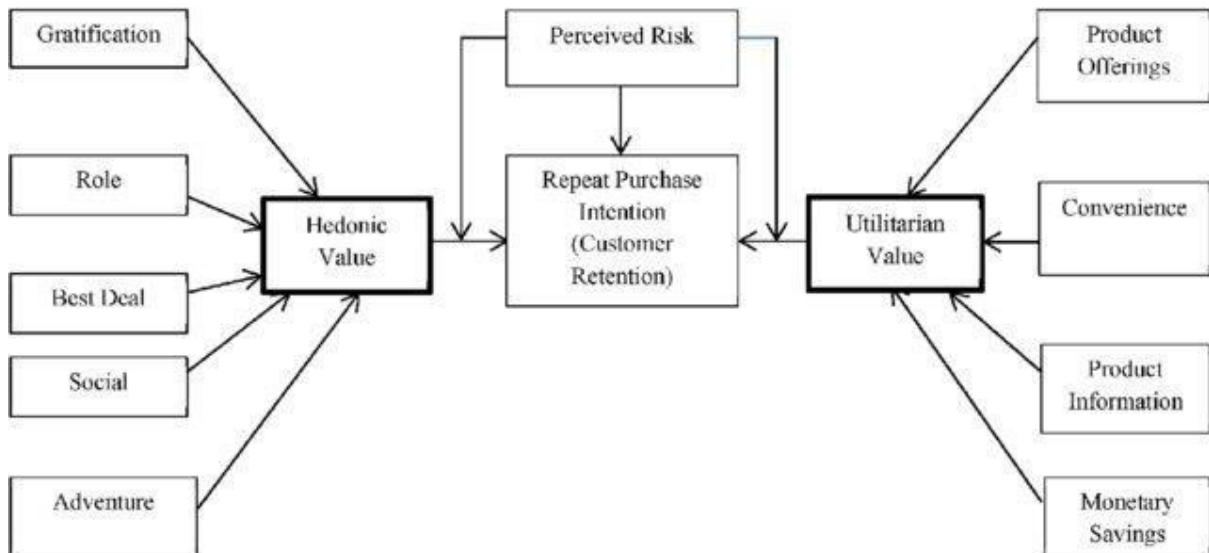 Gratification
Perceived Risk
Product
Offerings
Role
Repeat Purchase
Intention
(Customer
Retention)
Hedonic
Value
Utilitarian
Value
Convenience
Best Deal
Social
Product
Information
Adventure
Monetary
Savings